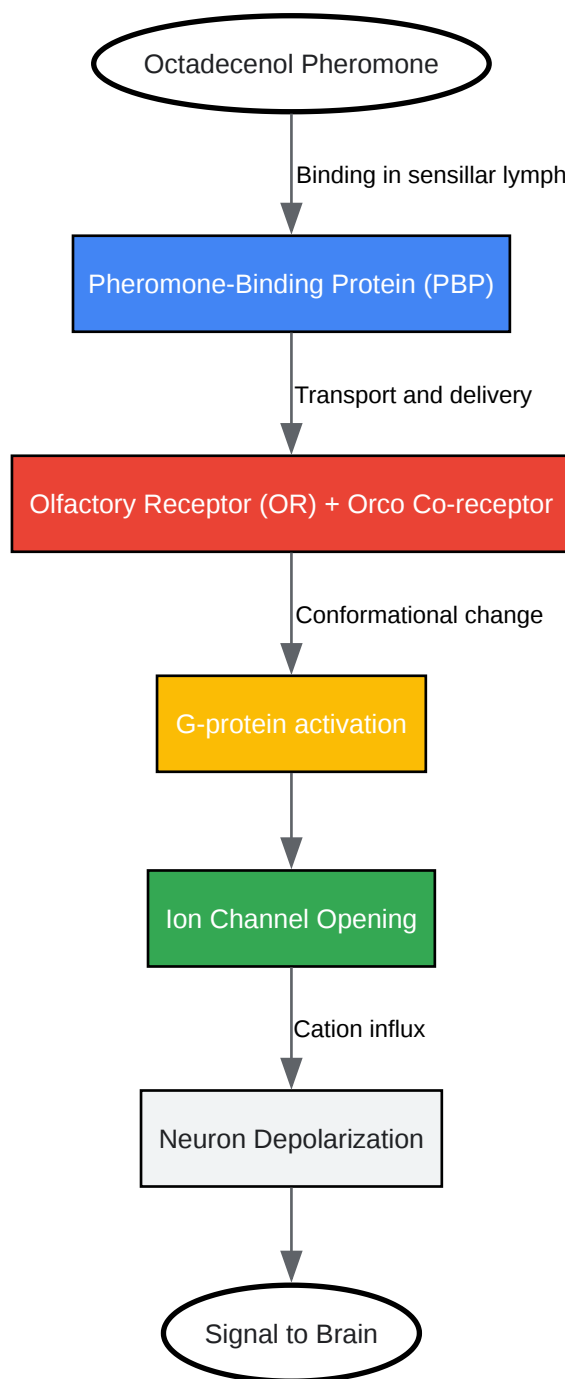 Octadecenol Pheromone
Binding in sensillar lymph
Pheromone-Binding Protein (PBP)
Transport and delivery
Olfactory Receptor (OR) + Orco Co-receptor
Conformational change
G-protein activation
Ion Channel Opening
Cation influx
Neuron Depolarization
Signal to Brain